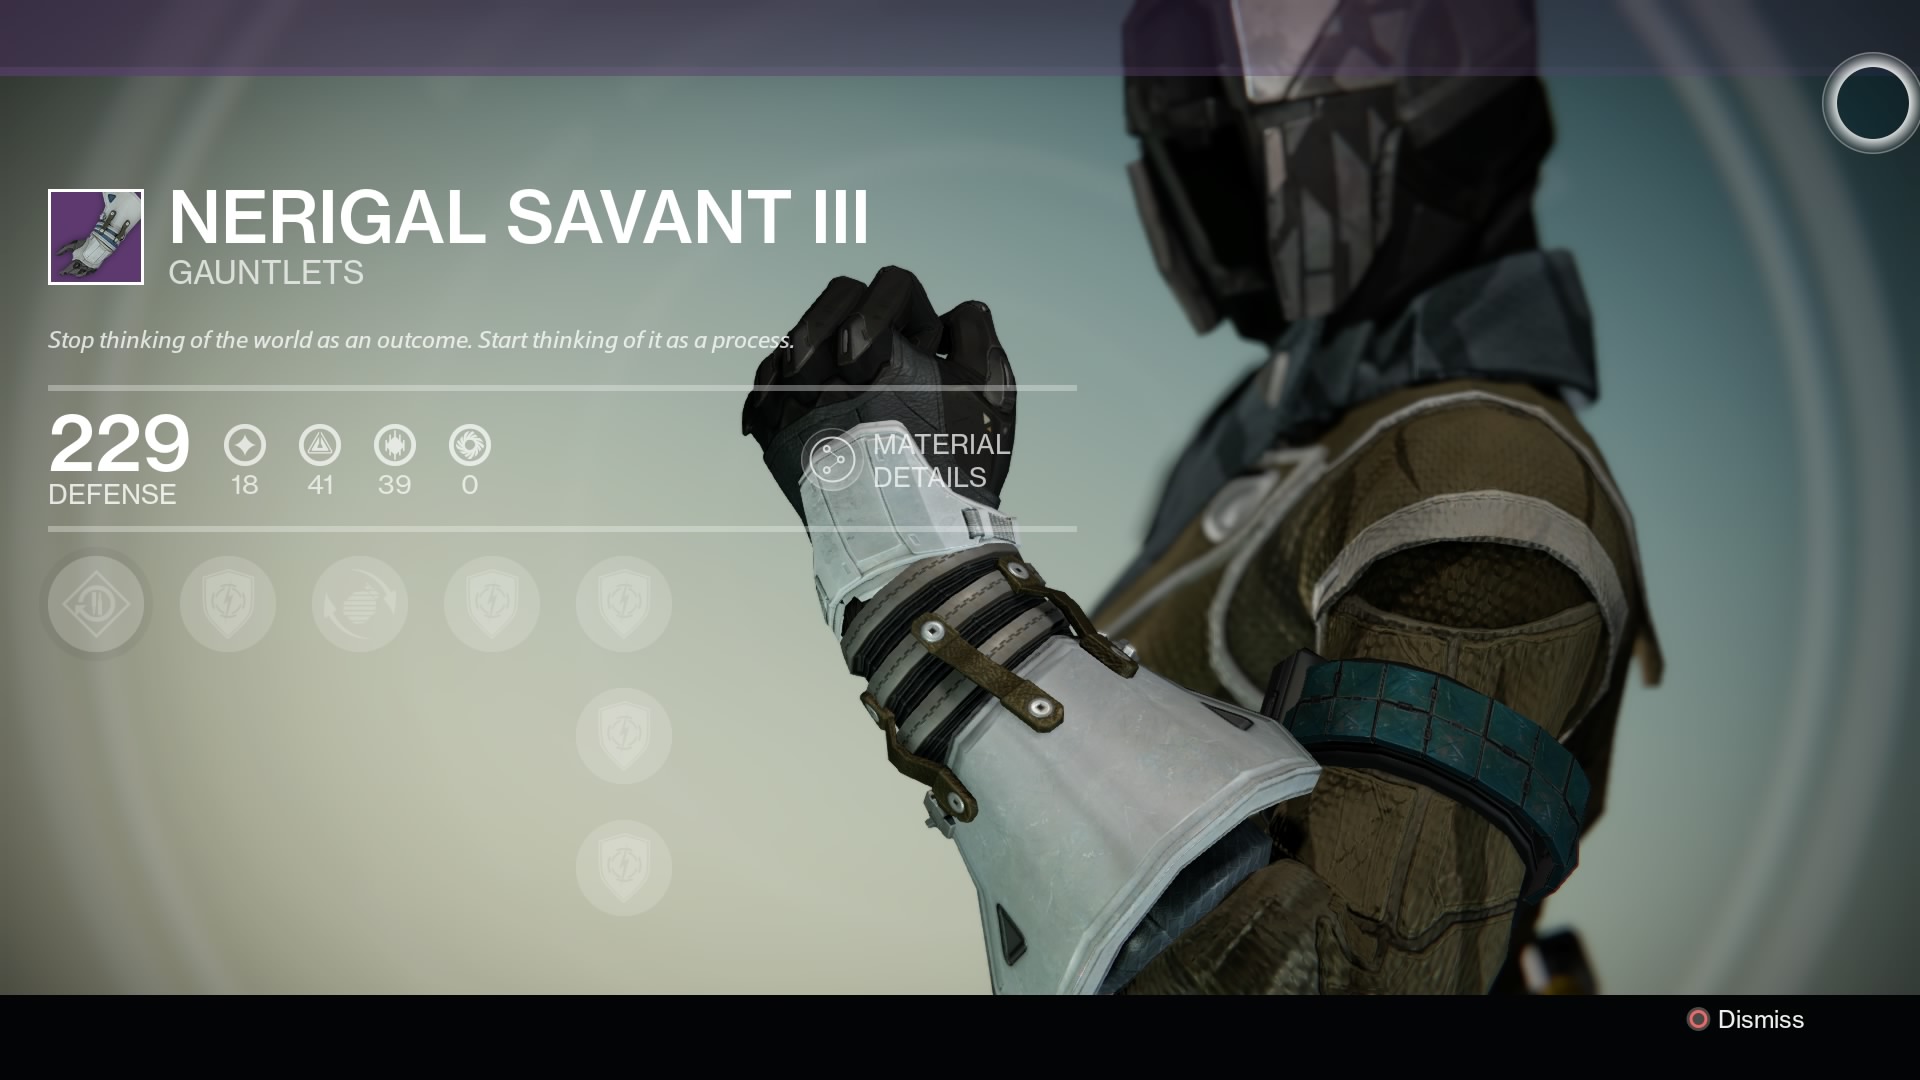 NERIGAL SAVANT III
GAUNTLETS
Stop thinking of the world as an outcome. Start thinking of it as a process.
229
DEFENSE
18 41 39 0
MATERIAL
DETAILS
Dismiss